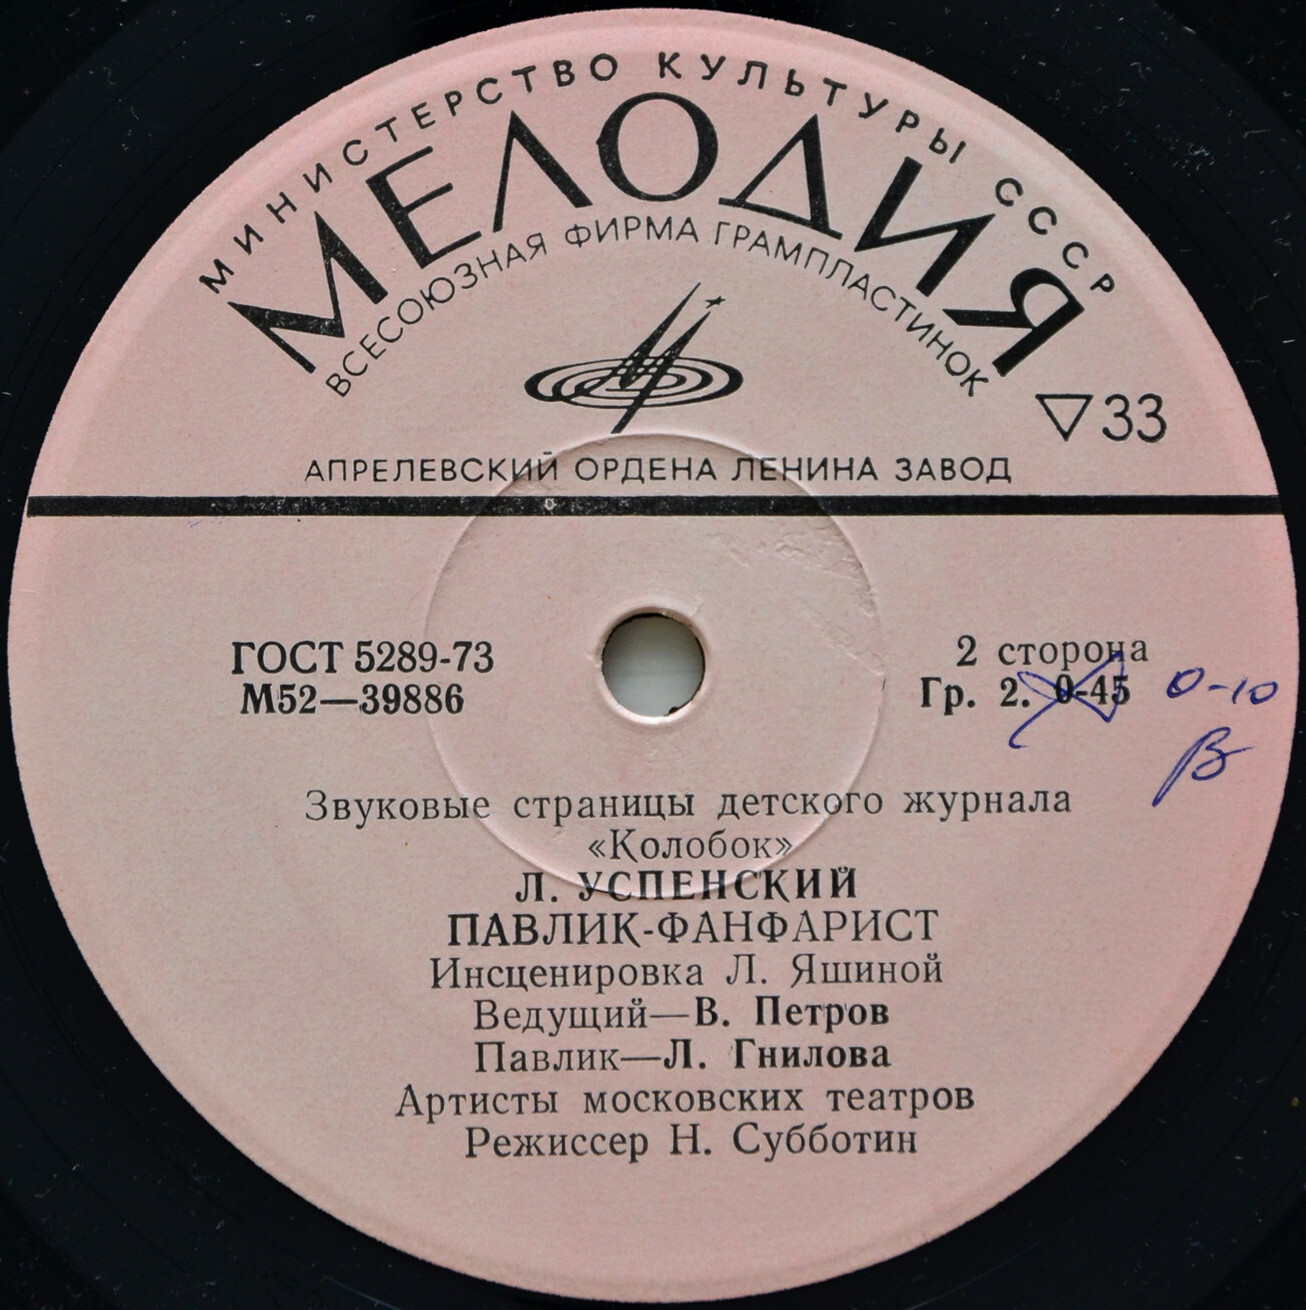 МИНИСТЕРСТВО КУЛЬТУРЫ СССР
МЕЛОДИЯ
ВСЕСОЮЗНАЯ ФИРМА ГРАМПЛАСТИНОК
33
АПРЕЛЕВСКИЙ ОРДЕНА ЛЕНИНА ЗАВОД
ГОСТ 5289-73
М52—39886
2 сторона
Гр. 2. 0-45 0-10
В
Звуковые страницы детского журнала
«Колобок»
Л. УСПЕНСКИЙ
ПАВЛИК-ФАНФАРИСТ
Инсценировка Л. Яшиной
Ведущий—В. Петров
Павлик—Л. Гнилова
Артисты московских театров
Режиссер Н. Субботин